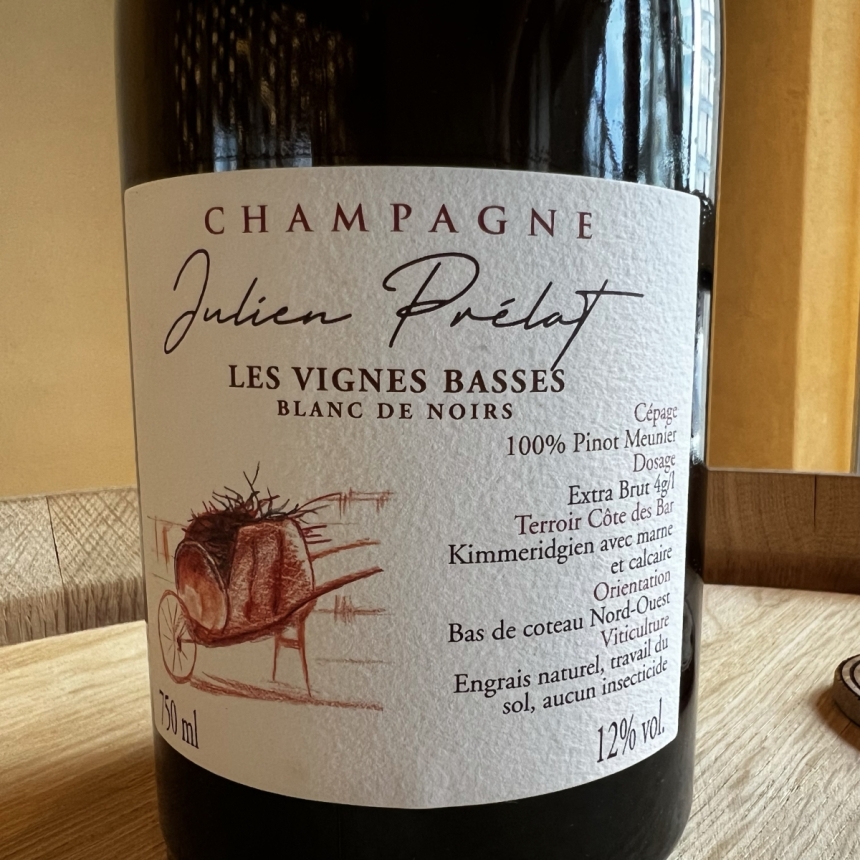 CHAMPAGNE
Julien Prélat
LES VIGNES BASSES
BLANC DE NOIRS
Cépage
100% Pinot Meunier
Dosage
Extra Brut 4g/l
Terroir Côte des Bar
Kimmeridgien avec marne
et calcaire
Orientation
Bas de coteau Nord-Ouest
Viticulture
Engrais naturel, travail du
sol, aucun insecticide
750 ml
12% vol.